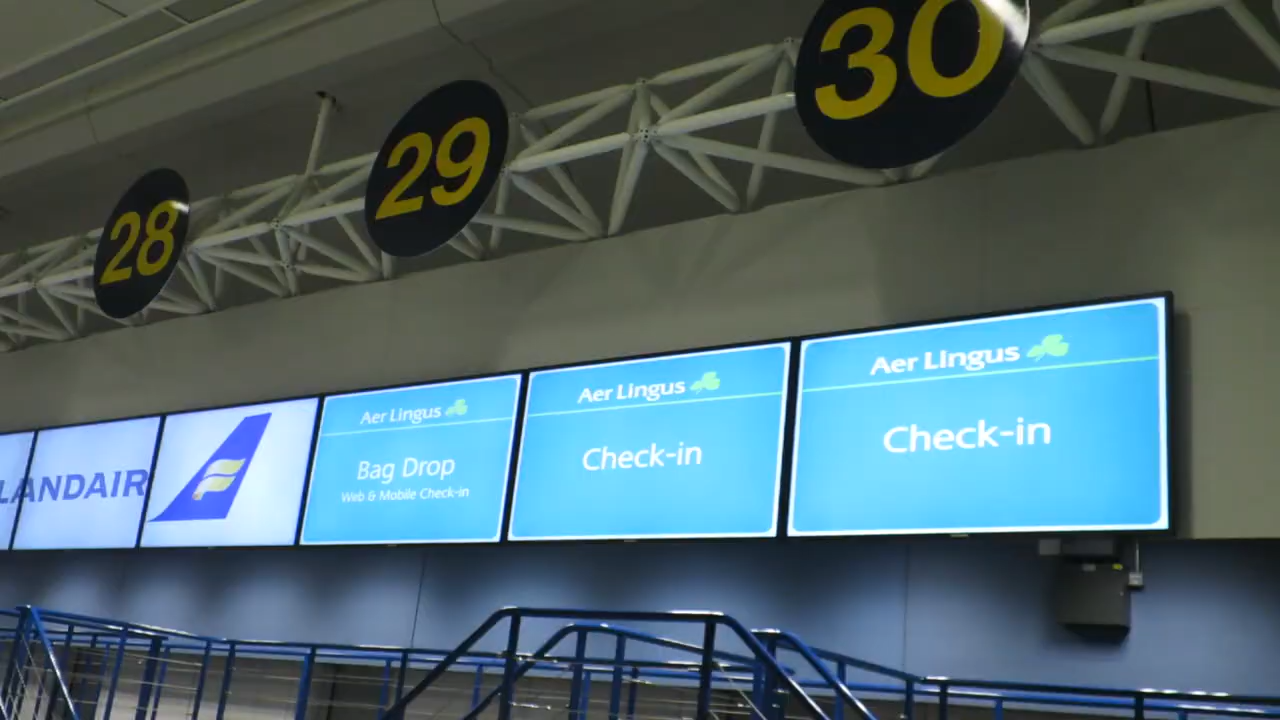 28
29
30
LANDAIR
Aer Lingus
Bag Drop
Web & Mobile Check-in
Aer Lingus
Check-in
Aer Lingus
Check-in